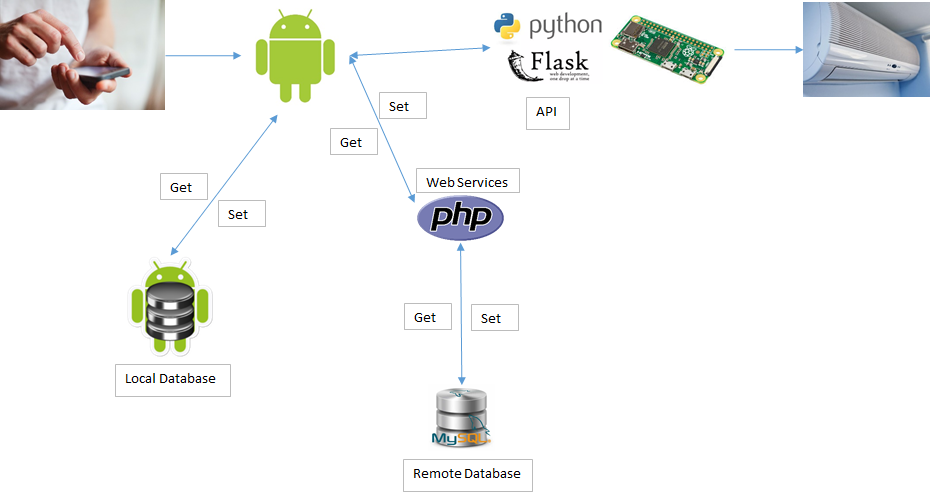 python
Flask
web development,
one drop at a time
API
Set
Get
Web Services
php
Get
Set
Get
Set
Local Database
MySQL
Remote Database